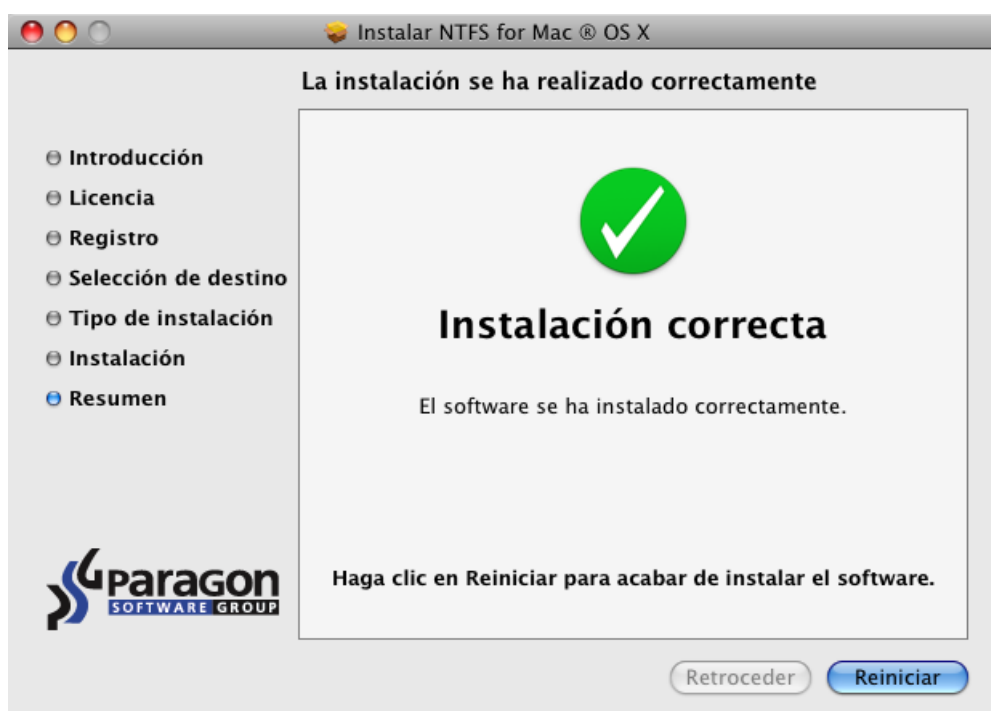 Instalar NTFS for Mac ® OS X
La instalación se ha realizado correctamente
Introducción
Licencia
Registro
Selección de destino
Tipo de instalación
Instalación
Resumen
Instalación correcta
El software se ha instalado correctamente.
Haga clic en Reiniciar para acabar de instalar el software.
Paragon
SOFTWARE GROUP
Retroceder
Reiniciar